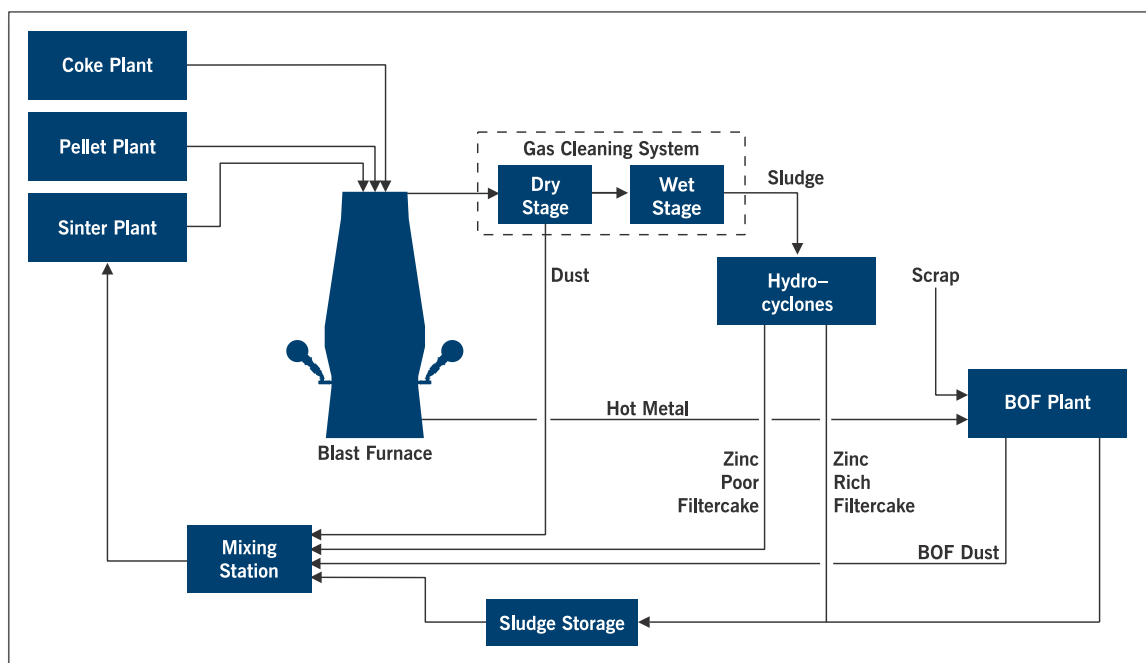 Coke Plant
Pellet Plant
Sinter Plant
Gas Cleaning System
Dry
Stage
Wet
Stage
Sludge
Dust
Hydro–
cyclones
Scrap
BOF Plant
Hot Metal
Blast Furnace
Zinc
Poor
Filtercake
Zinc
Rich
Filtercake
Mixing
Station
BOF Dust
Sludge Storage